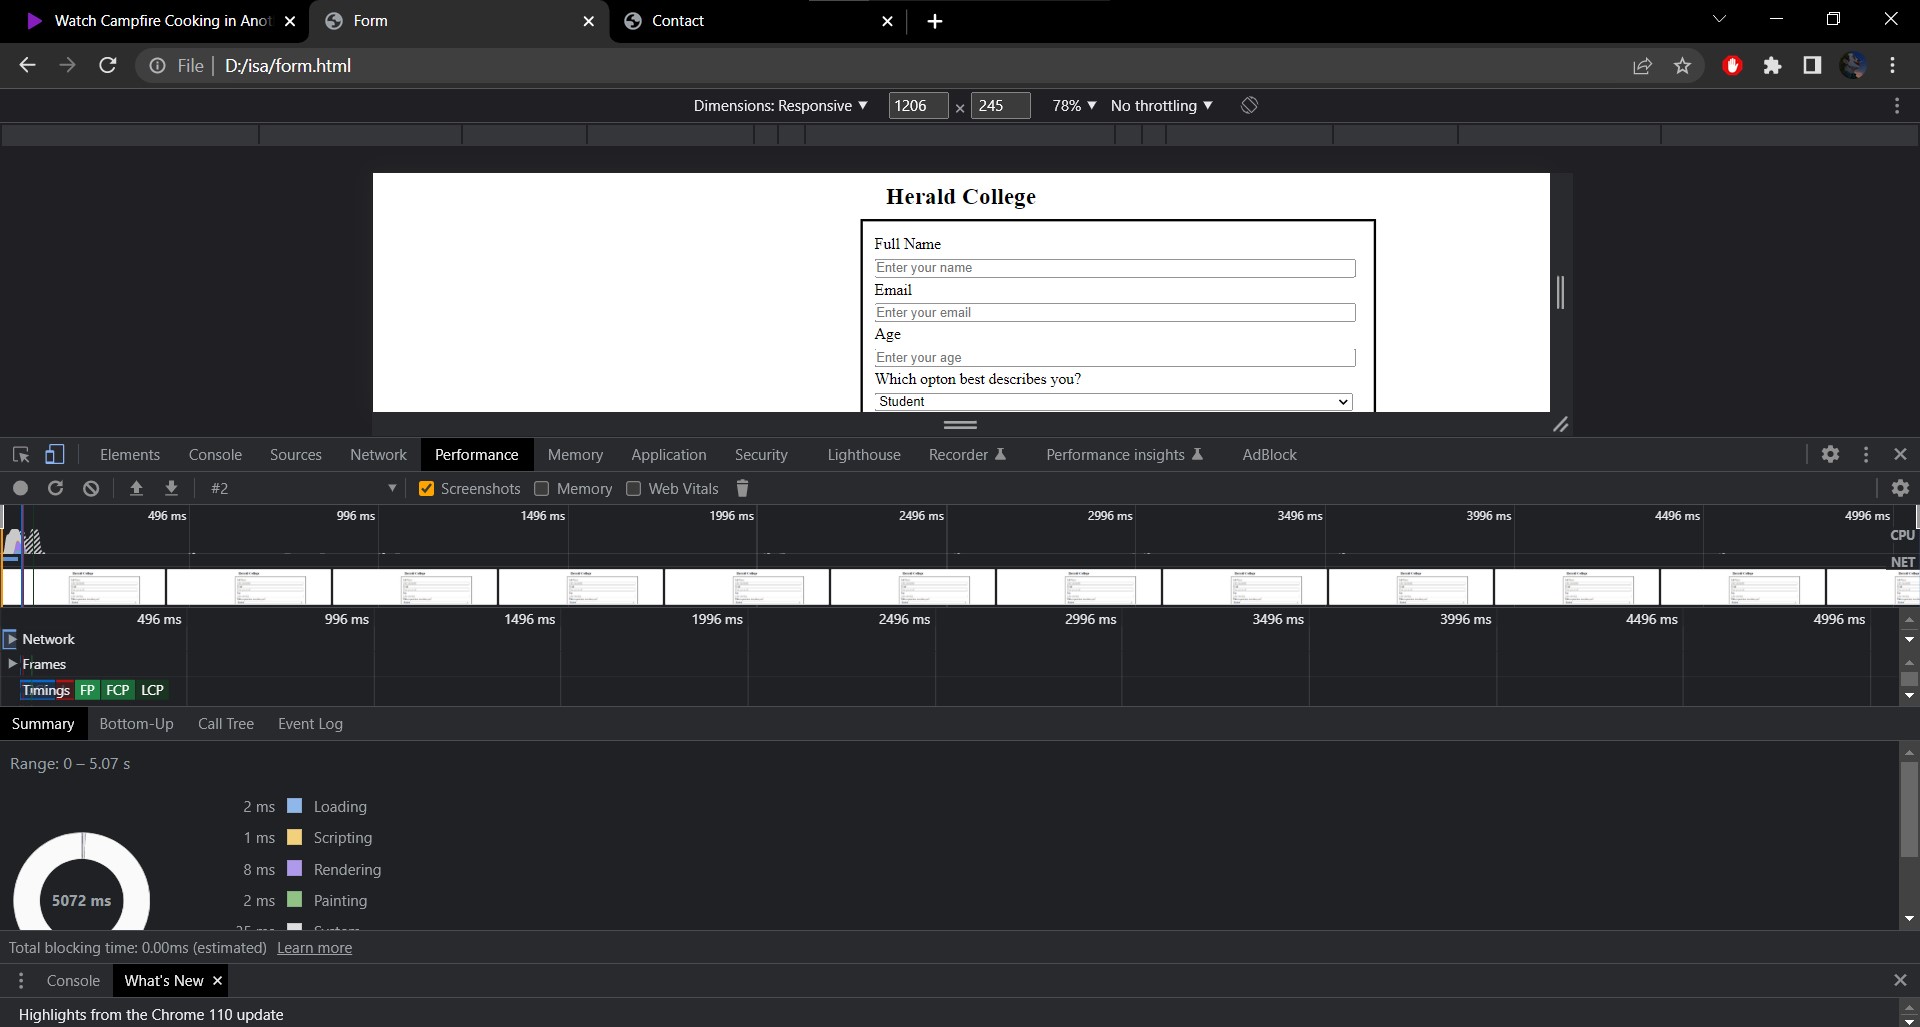 Watch Campfire Cooking in Anot
Form
Contact
File
D:/isa/form.html
Dimensions: Responsive
1206 × 245
78%
No throttling
Herald College
Full Name
Enter your name
Email
Enter your email
Age
Enter your age
Which opton best describes you?
Student
Elements Console Sources Network Performance Memory Application Security Lighthouse Recorder Performance insights AdBlock
#2 Screenshots Memory Web Vitals
496 ms 996 ms 1496 ms 1996 ms 2496 ms 2996 ms 3496 ms 3996 ms 4496 ms 4996 ms
CPU
NET
496 ms 996 ms 1496 ms 1996 ms 2496 ms 2996 ms 3496 ms 3996 ms 4496 ms 4996 ms
Network
Frames
Timings FP FCP LCP
Summary Bottom-Up Call Tree Event Log
Range: 0 – 5.07 s
2 ms Loading
1 ms Scripting
8 ms Rendering
5072 ms
2 ms Painting
Total blocking time: 0.00ms (estimated) Learn more
Console What's New
Highlights from the Chrome 110 update